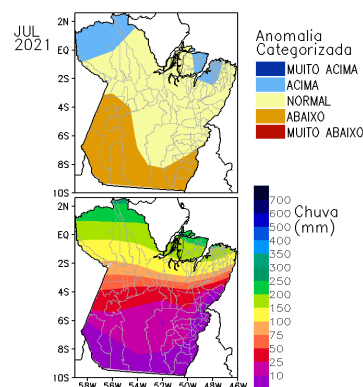 JUL
2021
2N
EQ
2S
4S
6S
8S
10S
Anomalia
Categorizada
MUITO ACIMA
ACIMA
NORMAL
ABAIXO
MUITO ABAIXO
2N
EQ
2S
4S
6S
8S
10S
58W 56W 54W 52W 50W 48W 46W
Chuva
(mm)
700
500
400
350
300
250
200
150
100
75
50
25
10